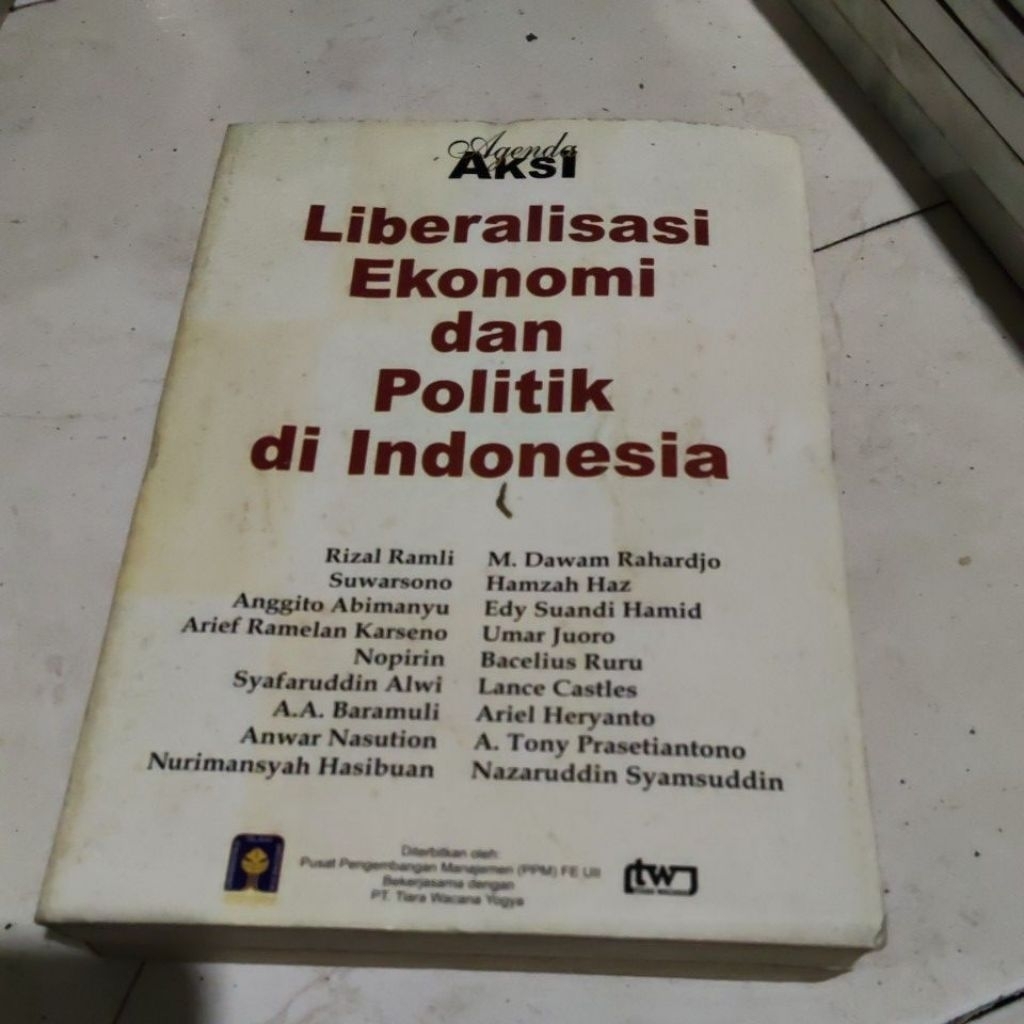 Agenda
AKSI
Liberalisasi
Ekonomi
dan
Politik
di Indonesia
Rizal Ramli
Suwarsono
Anggito Abimanyu
Arief Ramelan Karseno
Nopirin
Syafaruddin Alwi
A.A. Baramuli
Anwar Nasution
Nurimansyah Hasibuan
M. Dawam Rahardjo
Hamzah Haz
Edy Suandi Hamid
Umar Juoro
Bacelius Ruru
Lance Castles
Ariel Heryanto
A. Tony Prasetiantono
Nazaruddin Syamsuddin
Diterbitkan oleh:
Pusat Pengembangan Manajemen (PPM) FE UII
Bekerjasama dengan
PT. Tiara Wacana Yogya
tw